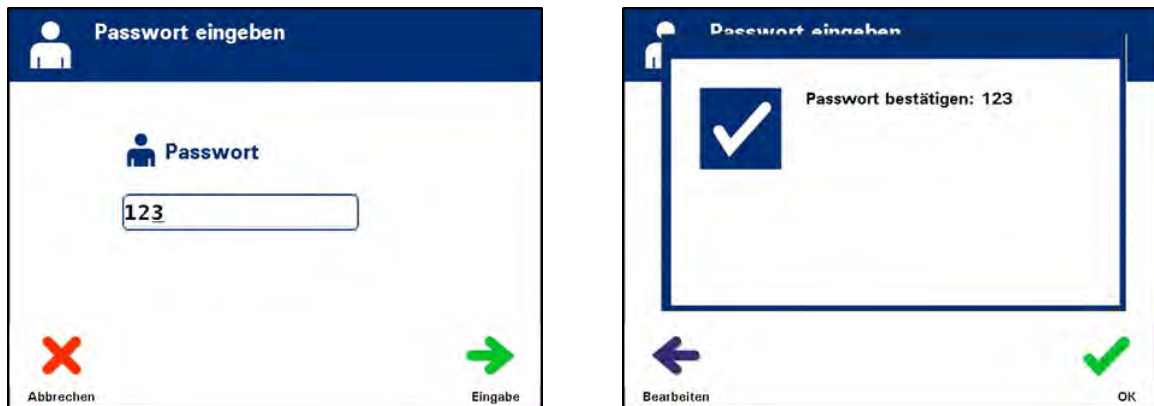 Passwort eingeben
Passwort
123
Abbrechen
Eingabe
Passwort eingeben
Passwort bestätigen: 123
Bearbeiten
OK